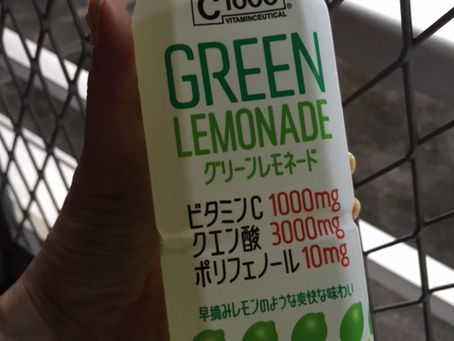 C1000
VITAMINCEUTICAL
GREEN
LEMONADE
グリーンレモネード
ビタミンC 1000mg
クエン酸 3000mg
ポリフェノール 10mg
早摘みレモンのような爽快な味わい